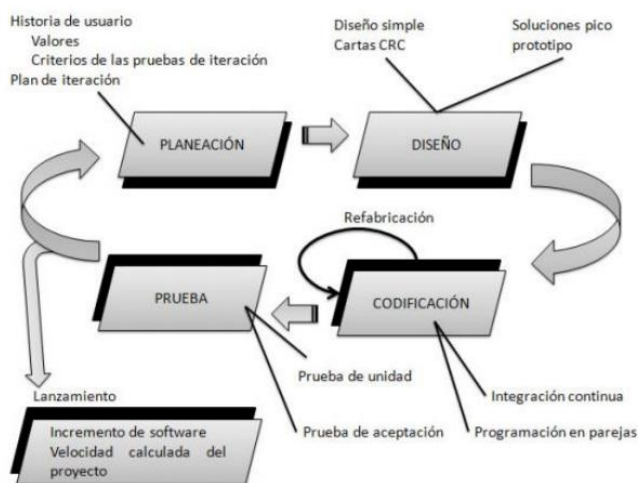 Historia de usuario
Valores
Criterios de las pruebas de iteración
Plan de iteración
Diseño simple
Cartas CRC
Soluciones pico
prototipo
PLANEACIÓN
DISEÑO
Refabricación
PRUEBA
CODIFICACIÓN
Prueba de unidad
Integración continua
Lanzamiento
Prueba de aceptación
Programación en parejas
Incremento de software
Velocidad calculada del
proyecto